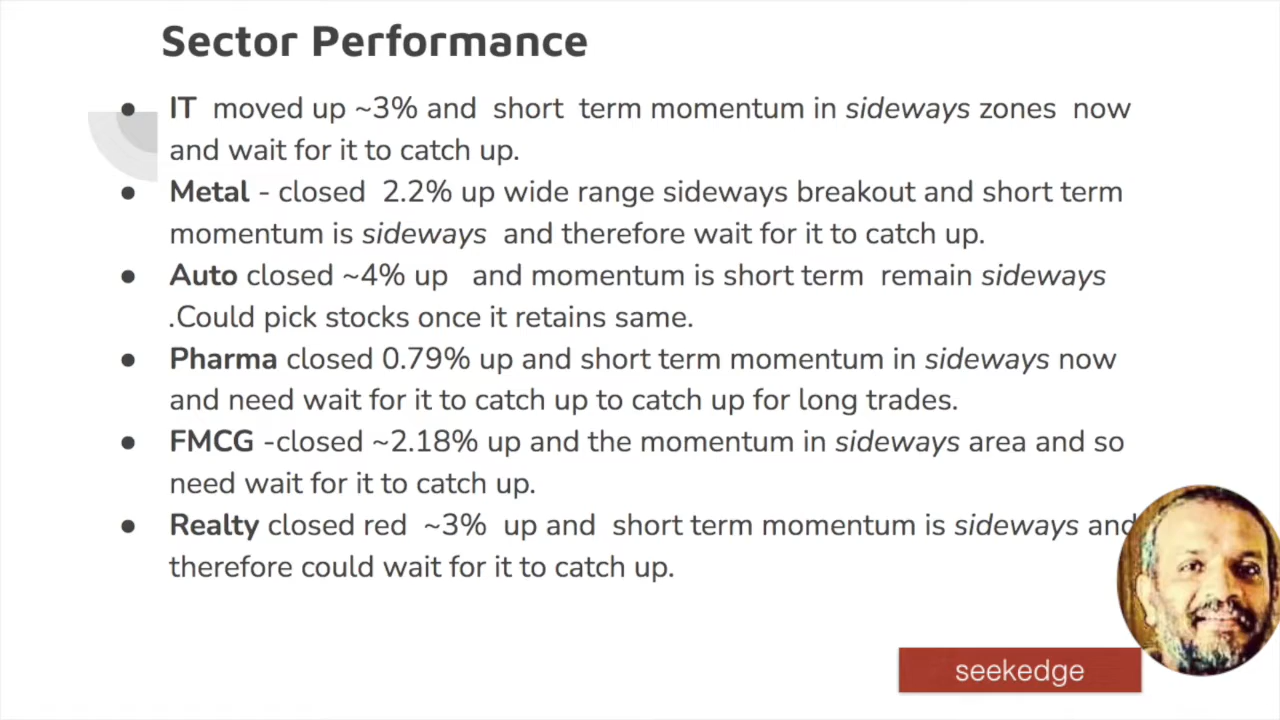 Sector Performance
● IT moved up ~3% and short term momentum in sideways zones now
and wait for it to catch up.
● Metal - closed 2.2% up wide range sideways breakout and short term
momentum is sideways and therefore wait for it to catch up.
● Auto closed ~4% up and momentum is short term remain sideways
.Could pick stocks once it retains same.
● Pharma closed 0.79% up and short term momentum in sideways now
and need wait for it to catch up to catch up for long trades.
● FMCG -closed ~2.18% up and the momentum in sideways area and so
need wait for it to catch up.
● Realty closed red ~3% up and short term momentum is sideways and
therefore could wait for it to catch up.
seekedge